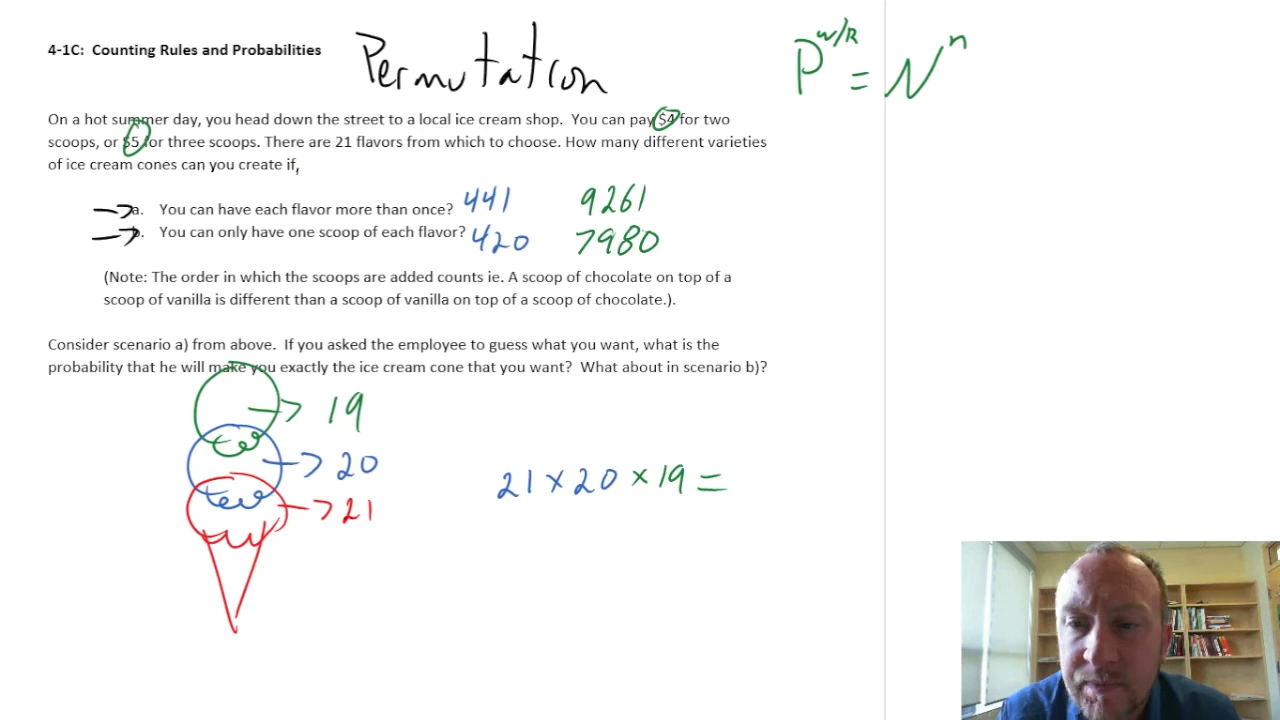 4-1C: Counting Rules and Probabilities
Permutation
P^w/R = N^n
On a hot summer day, you head down the street to a local ice cream shop. You can pay $4 for two
scoops, or $5 for three scoops. There are 21 flavors from which to choose. How many different varieties
of ice cream cones can you create if,
a. You can have each flavor more than once? 441 9261
b. You can only have one scoop of each flavor? 420 7980
(Note: The order in which the scoops are added counts ie. A scoop of chocolate on top of a
scoop of vanilla is different than a scoop of vanilla on top of a scoop of chocolate.).
Consider scenario a) from above. If you asked the employee to guess what you want, what is the
probability that he will make you exactly the ice cream cone that you want? What about in scenario b)?
19
20
21
21 x 20 x 19 =